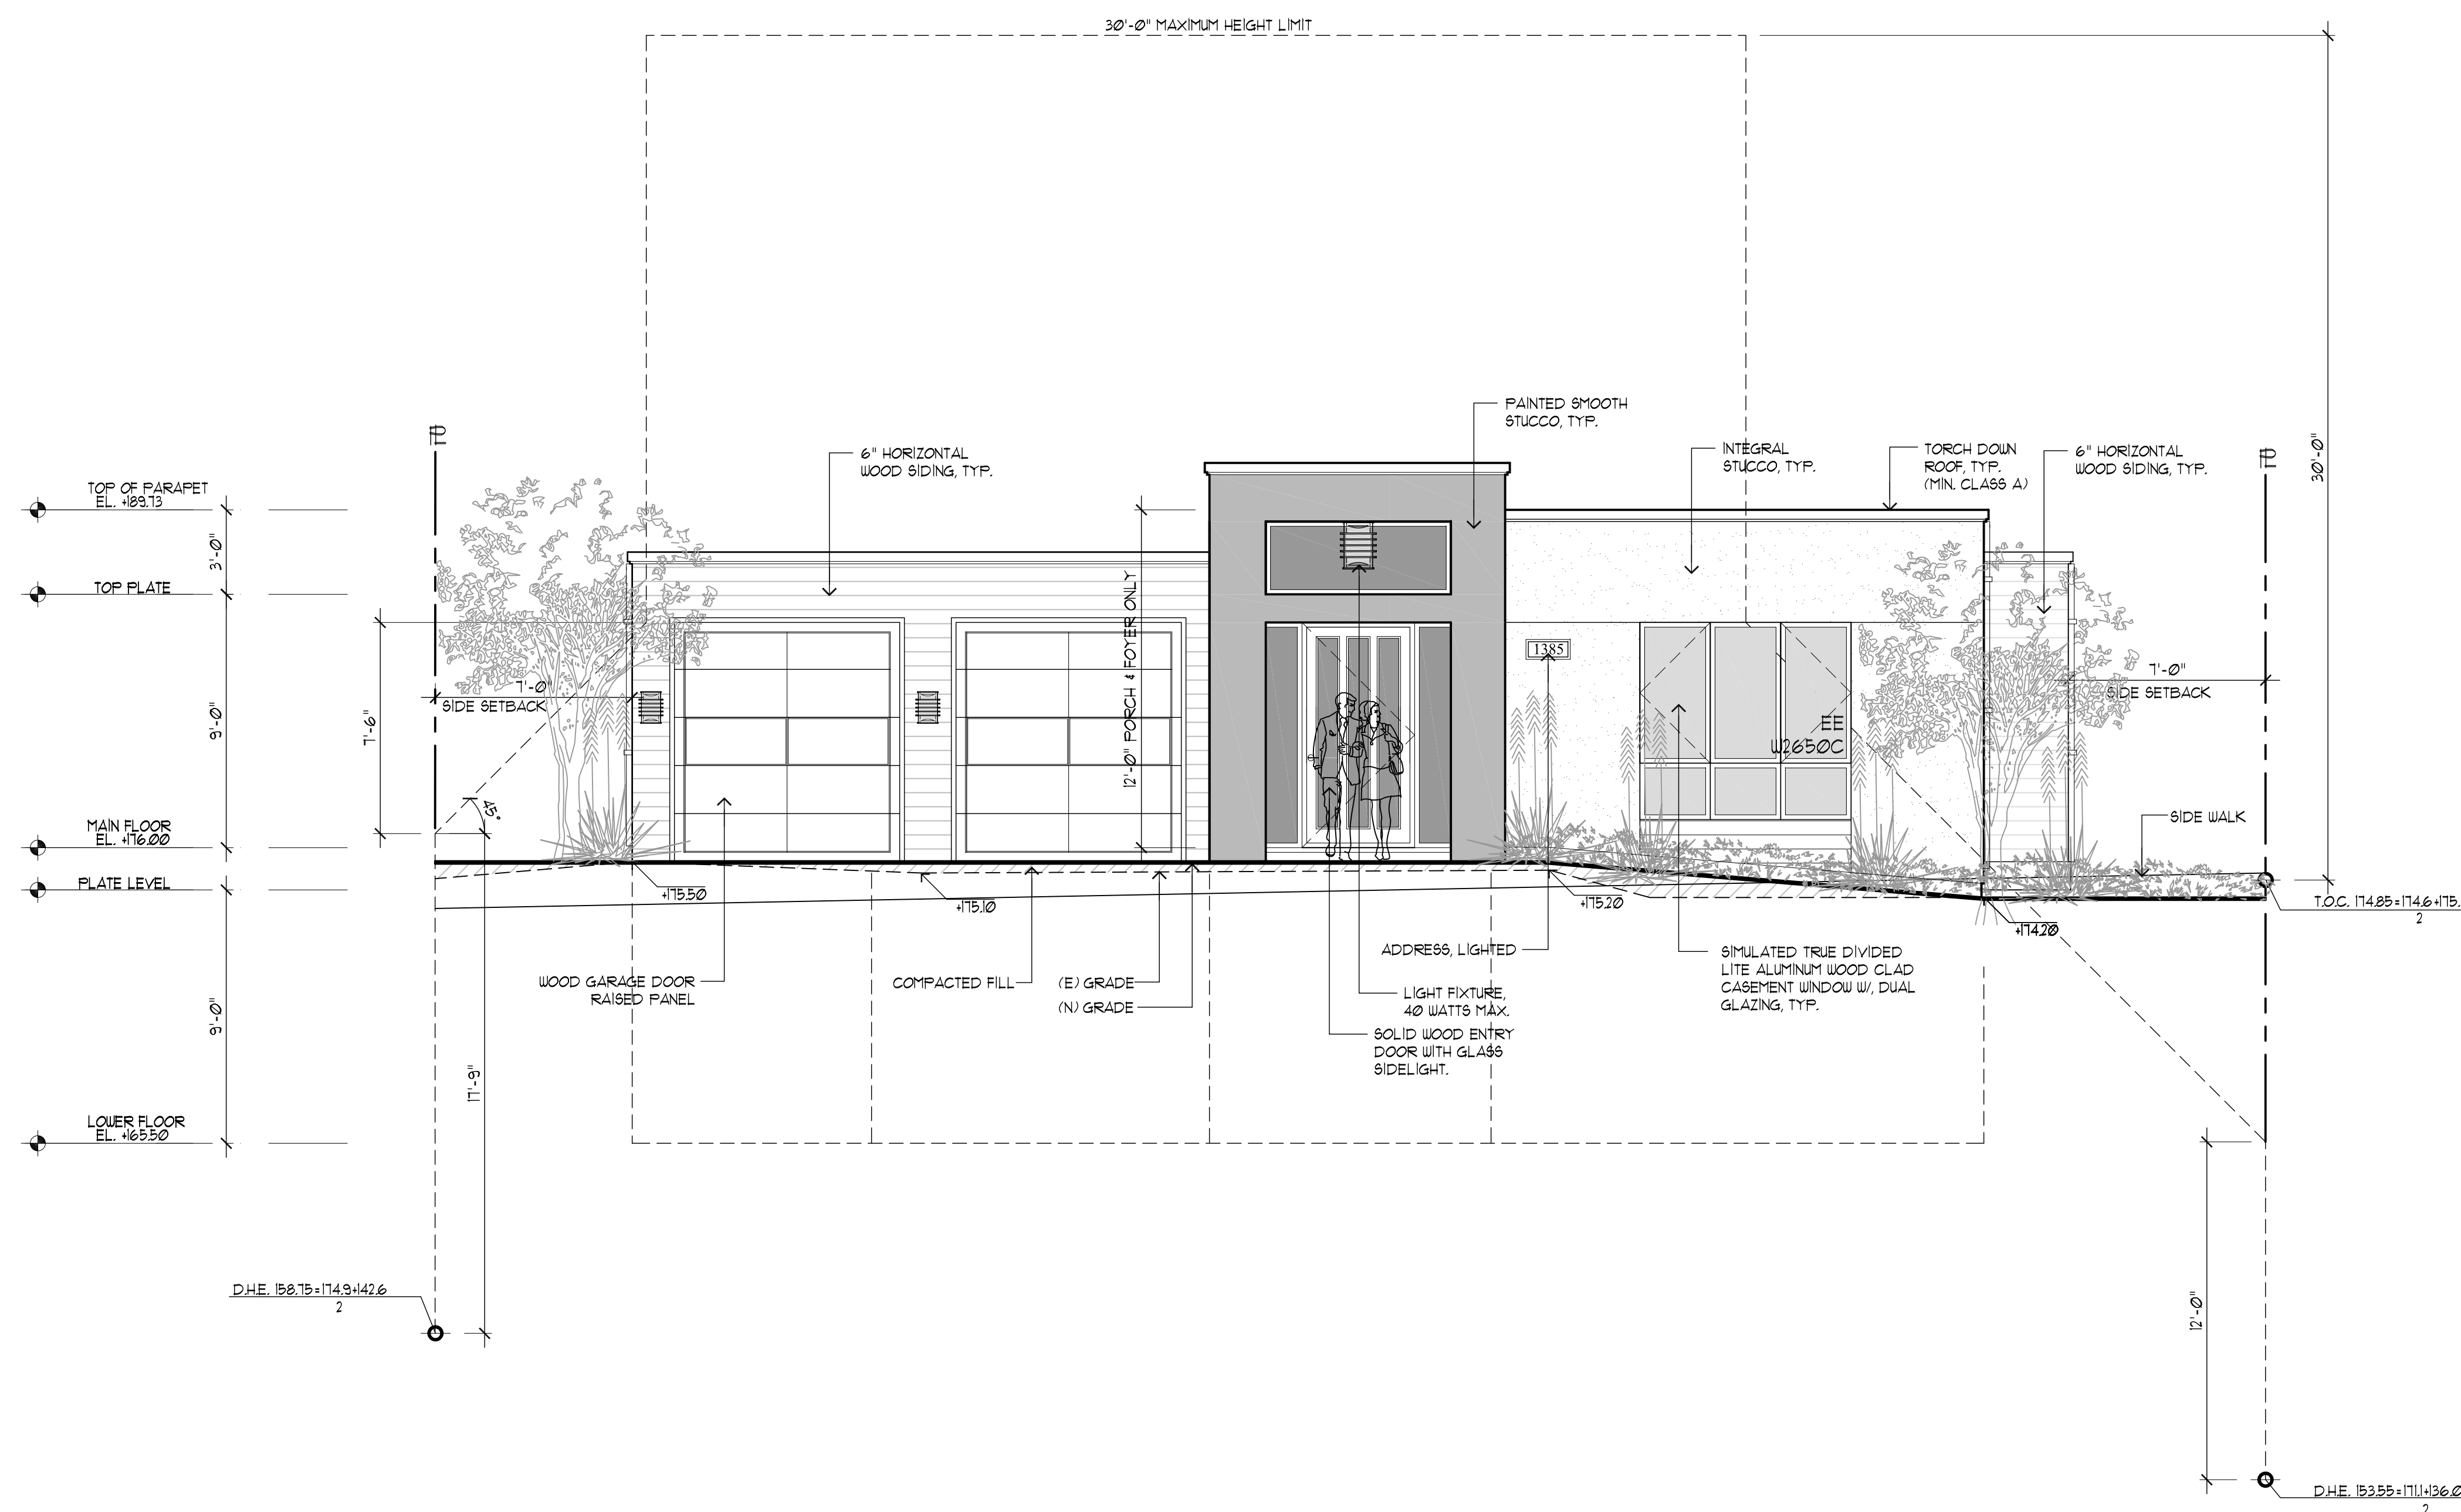 30'-0" MAXIMUM HEIGHT LIMIT
PAINTED SMOOTH
STUCCO, TYP.
6" HORIZONTAL
WOOD SIDING, TYP.
INTEGRAL
STUCCO, TYP.
TORCH DOWN
ROOF, TYP.
(MIN. CLASS A)
6" HORIZONTAL
WOOD SIDING, TYP.
30'-0"
TOP OF PARAPET
EL. +189.73
3'-0"
TOP PLATE
9'-0"
7'-6"
7'-0"
SIDE SETBACK
45°
12'-0" PORCH & FOYER ONLY
1385
EE
W2650C
7'-0"
SIDE SETBACK
MAIN FLOOR
EL. +176.00
SIDE WALK
PLATE LEVEL
+175.50
+175.10
+175.20
+174.20
T.O.C. 174.85=174.6+175.
2
9'-0"
WOOD GARAGE DOOR
RAISED PANEL
COMPACTED FILL
(E) GRADE
(N) GRADE
ADDRESS, LIGHTED
LIGHT FIXTURE,
40 WATTS MAX.
SOLID WOOD ENTRY
DOOR WITH GLASS
SIDELIGHT.
SIMULATED TRUE DIVIDED
LITE ALUMINUM WOOD CLAD
CASEMENT WINDOW W/, DUAL
GLAZING, TYP.
17'-9"
LOWER FLOOR
EL. +165.50
D.H.E. 158.75=174.9+142.6
2
12'-0"
D.H.E. 153.55=171.1+136.0
2